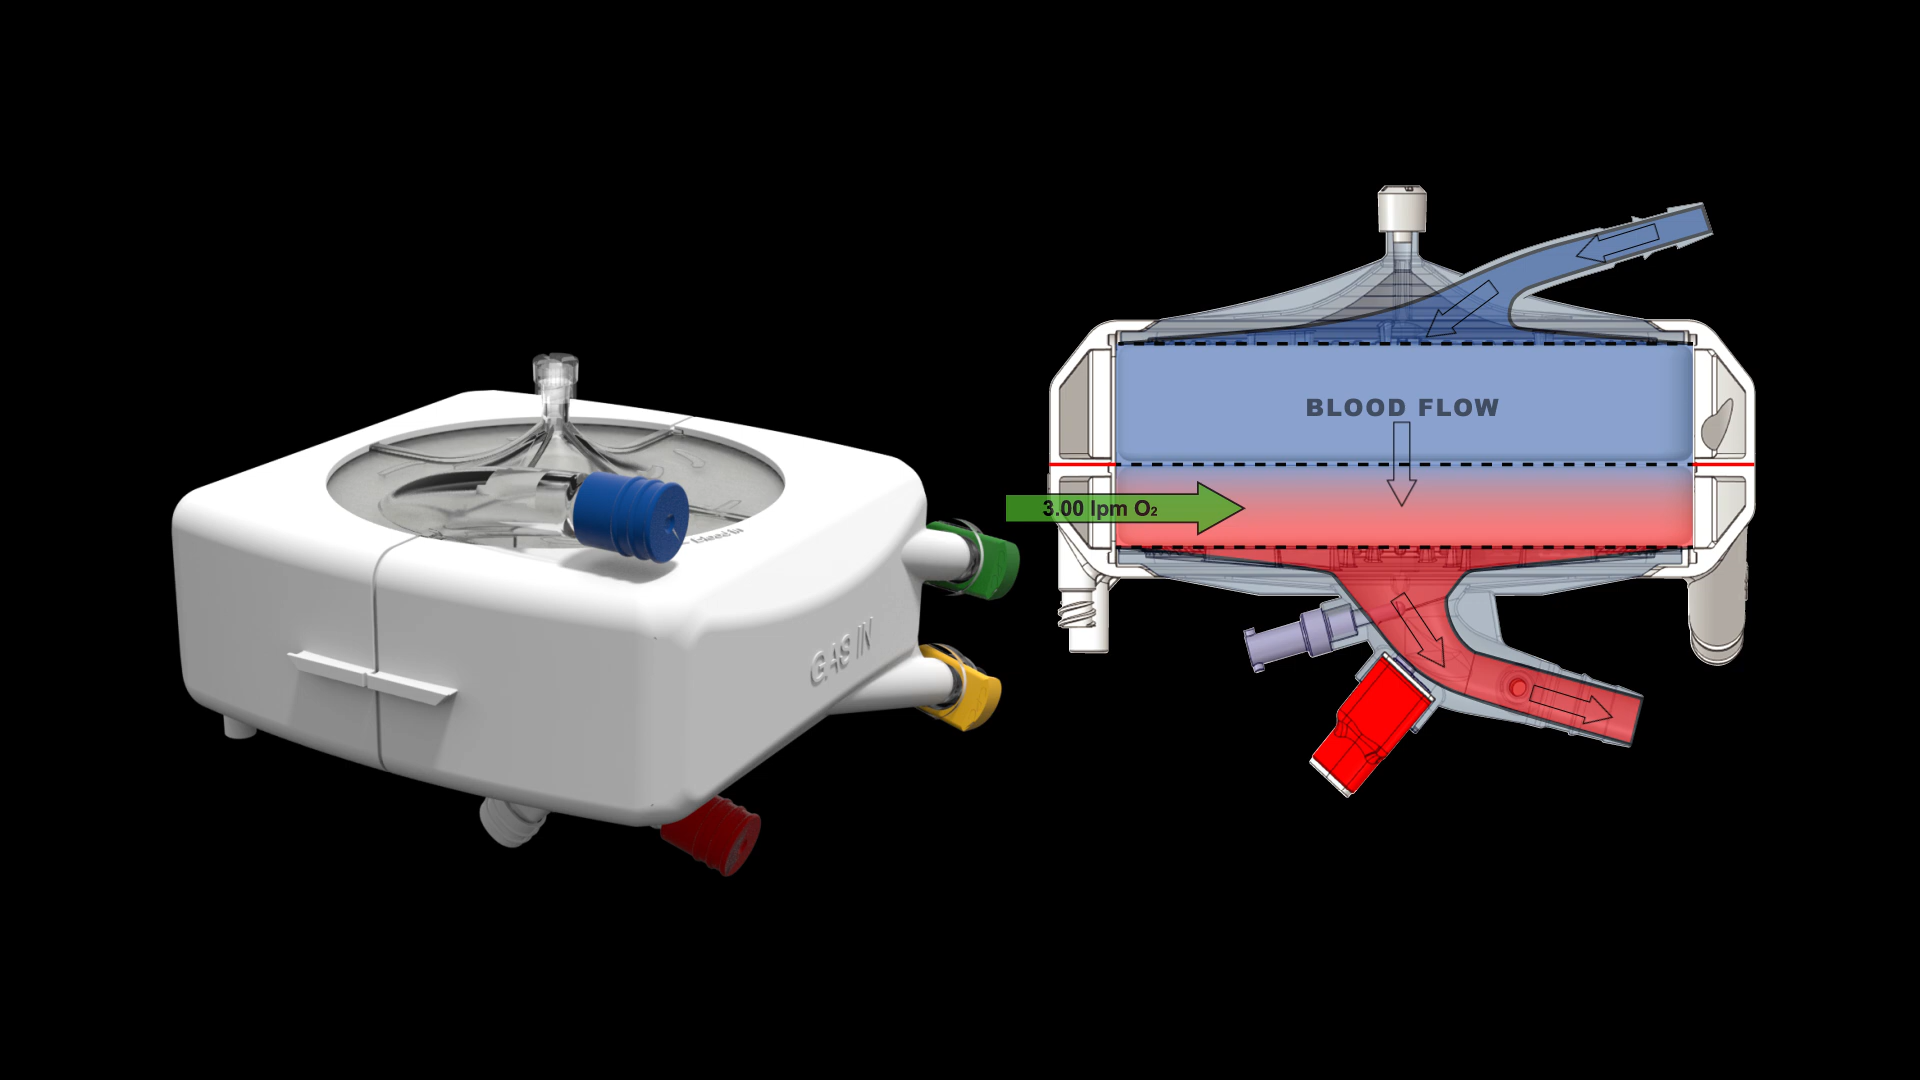 BLOOD FLOW
3.00 lpm O₂
GAS IN